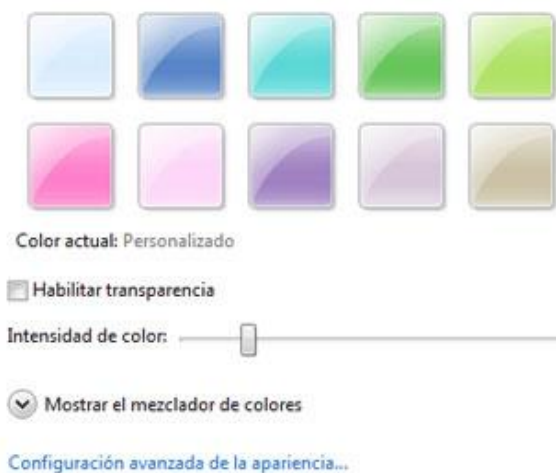 Color actual: Personalizado
Habilitar transparencia
Intensidad de color:
Mostrar el mezclador de colores
Configuración avanzada de la apariencia...